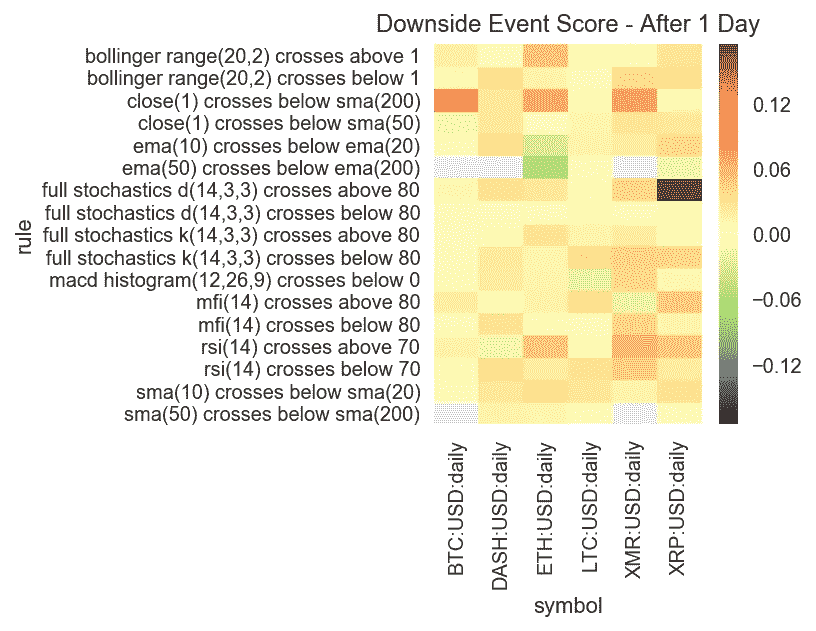 Downside Event Score - After 1 Day
rule
bollinger range(20,2) crosses above 1
bollinger range(20,2) crosses below 1
close(1) crosses below sma(200)
close(1) crosses below sma(50)
ema(10) crosses below ema(20)
ema(50) crosses below ema(200)
full stochastics d(14,3,3) crosses above 80
full stochastics d(14,3,3) crosses below 80
full stochastics k(14,3,3) crosses above 80
full stochastics k(14,3,3) crosses below 80
macd histogram(12,26,9) crosses below 0
mfi(14) crosses above 80
mfi(14) crosses below 80
rsi(14) crosses above 70
rsi(14) crosses below 70
sma(10) crosses below sma(20)
sma(50) crosses below sma(200)
0.12
0.06
0.00
−0.06
−0.12
BTC:USD:daily
DASH:USD:daily
ETH:USD:daily
LTC:USD:daily
XMR:USD:daily
XRP:USD:daily
symbol